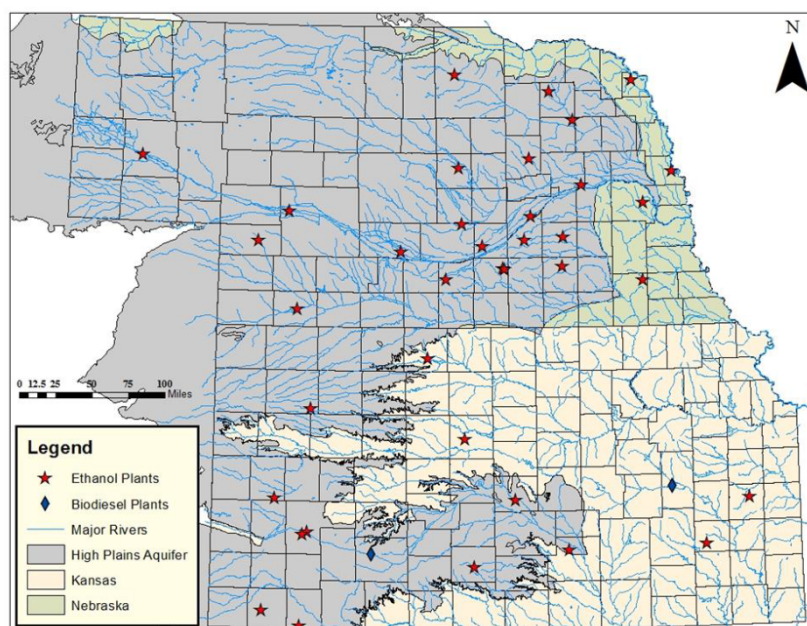 N
0 12.5 25 50 75 100
Miles
Legend
Ethanol Plants
Biodiesel Plants
Major Rivers
High Plains Aquifer
Kansas
Nebraska